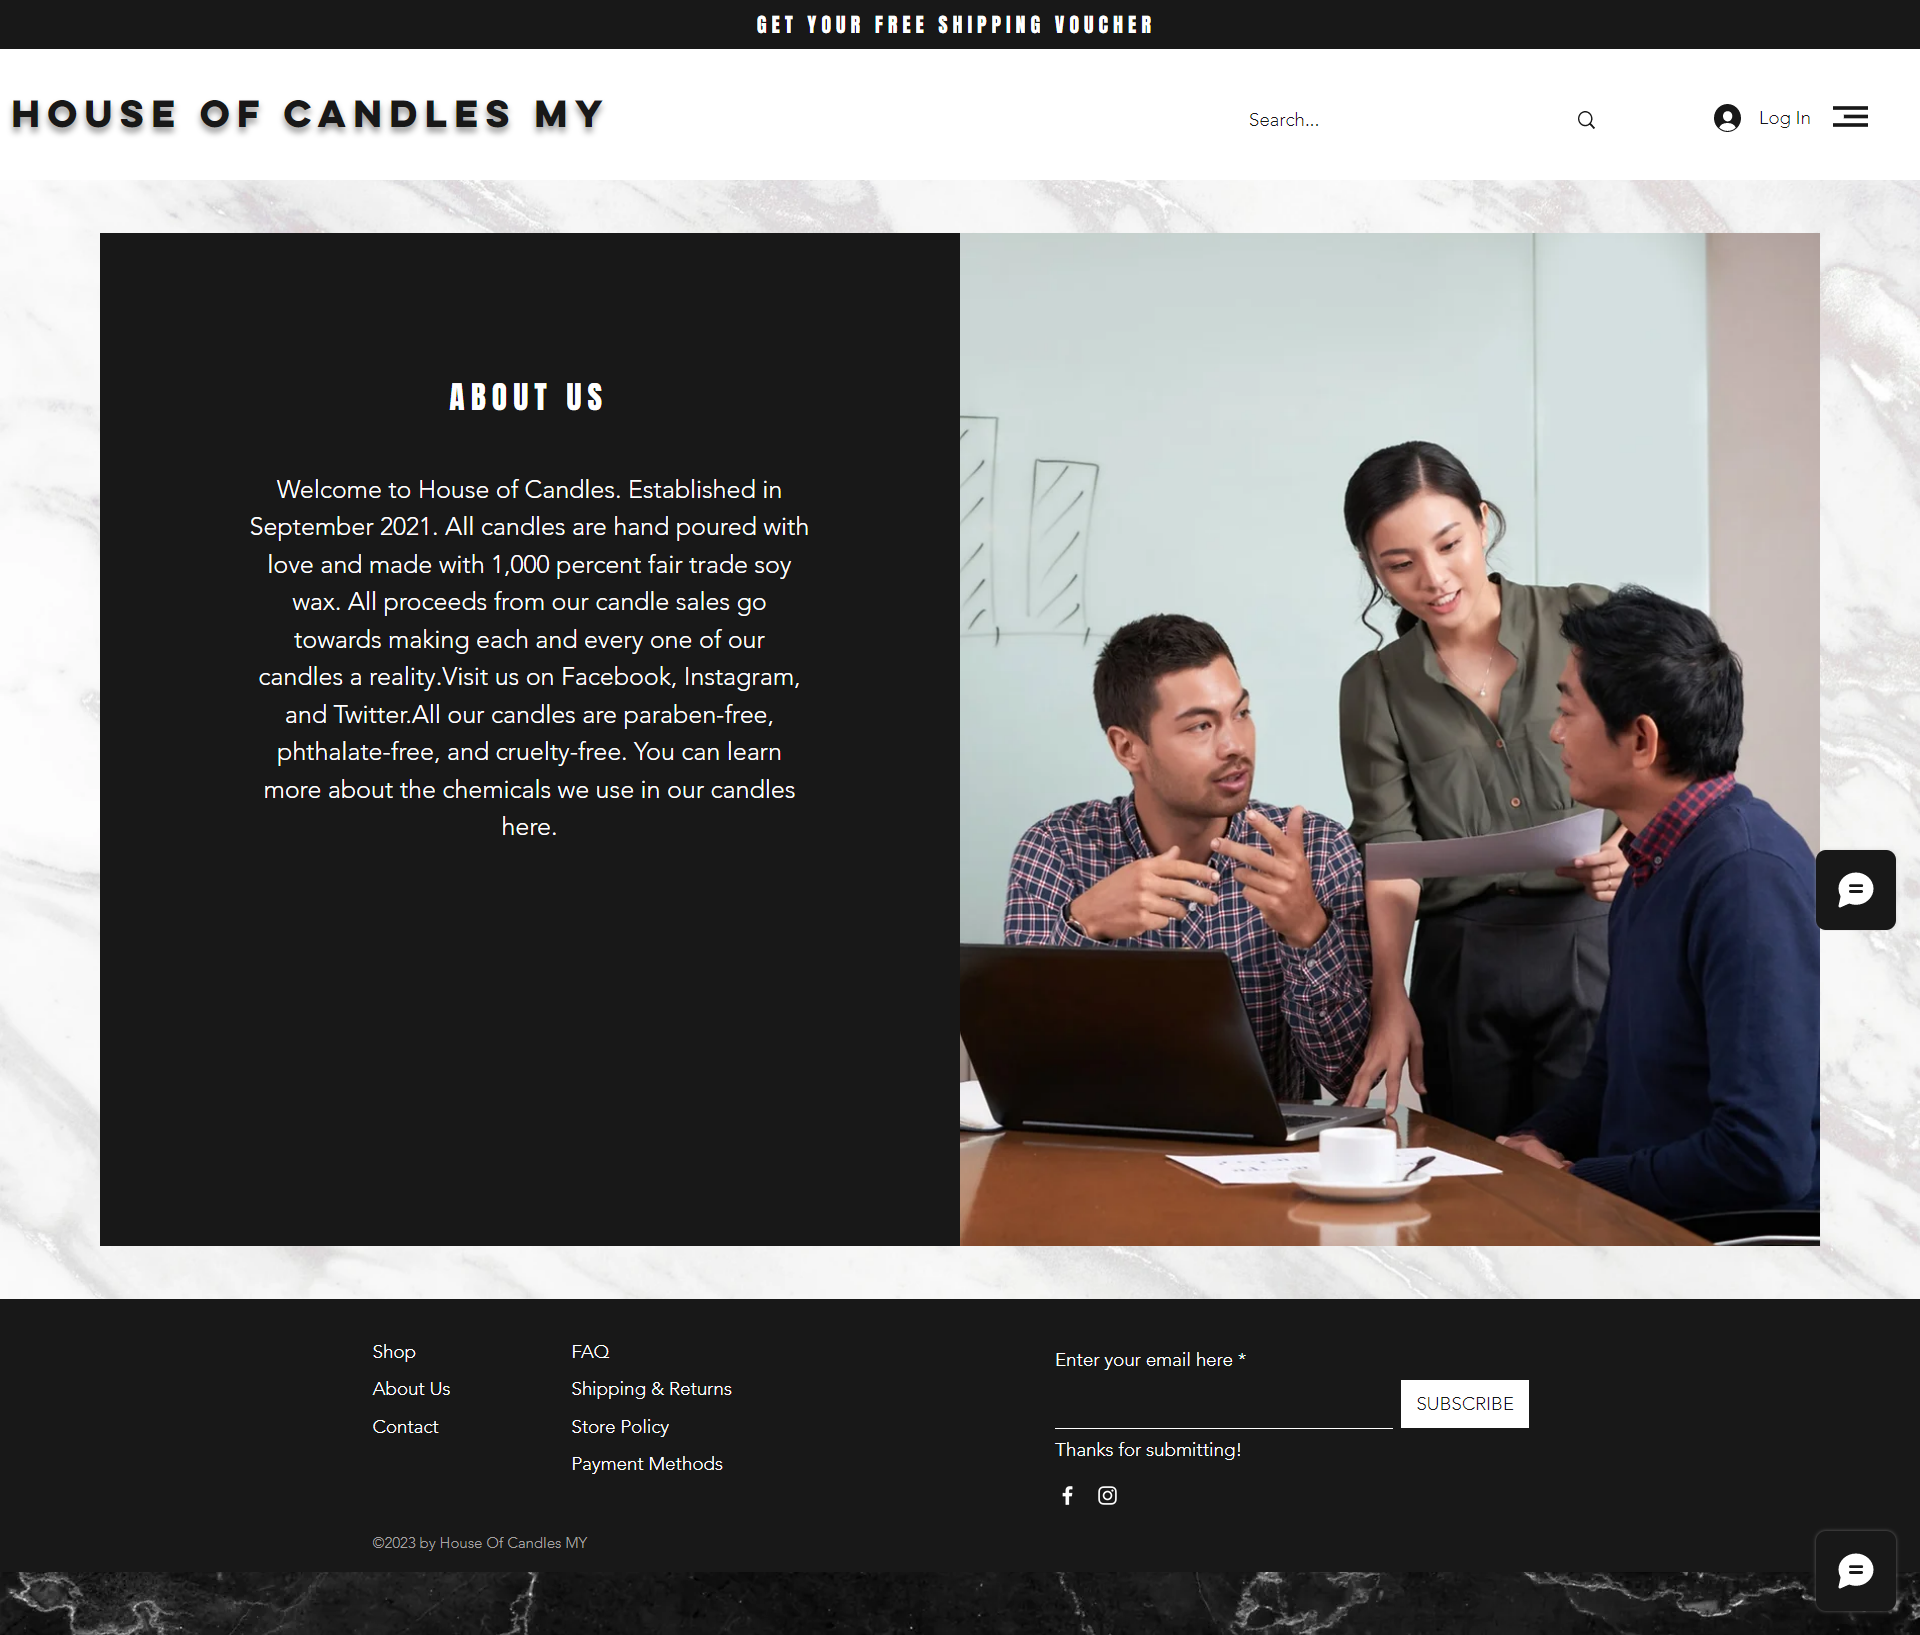 GET YOUR FREE SHIPPING VOUCHER
HOUSE OF CANDLES MY
Search...
Log In
ABOUT US
Welcome to House of Candles. Established in
September 2021. All candles are hand poured with
love and made with 1,000 percent fair trade soy
wax. All proceeds from our candle sales go
towards making each and every one of our
candles a reality.Visit us on Facebook, Instagram,
and Twitter.All our candles are paraben-free,
phthalate-free, and cruelty-free. You can learn
more about the chemicals we use in our candles
here.
Shop
About Us
Contact
FAQ
Shipping & Returns
Store Policy
Payment Methods
Enter your email here *
SUBSCRIBE
Thanks for submitting!
©2023 by House Of Candles MY